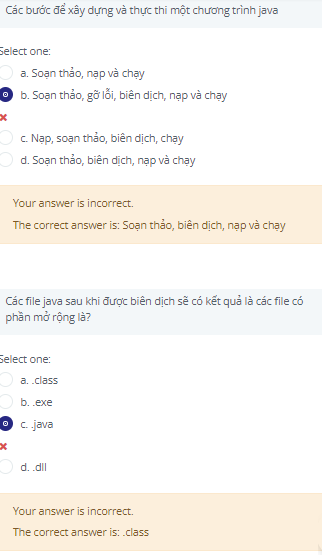 Các bước để xây dựng và thực thi một chương trình java
Select one:
a. Soạn thảo, nạp và chạy
b. Soạn thảo, gỡ lỗi, biên dịch, nạp và chạy
c. Nạp, soạn thảo, biên dịch, chạy
d. Soạn thảo, biên dịch, nạp và chạy
Your answer is incorrect.
The correct answer is: Soạn thảo, biên dịch, nạp và chạy
Các file java sau khi được biên dịch sẽ có kết quả là các file có
phần mở rộng là?
Select one:
a. .class
b. .exe
c. .java
d. .dll
Your answer is incorrect.
The correct answer is: .class